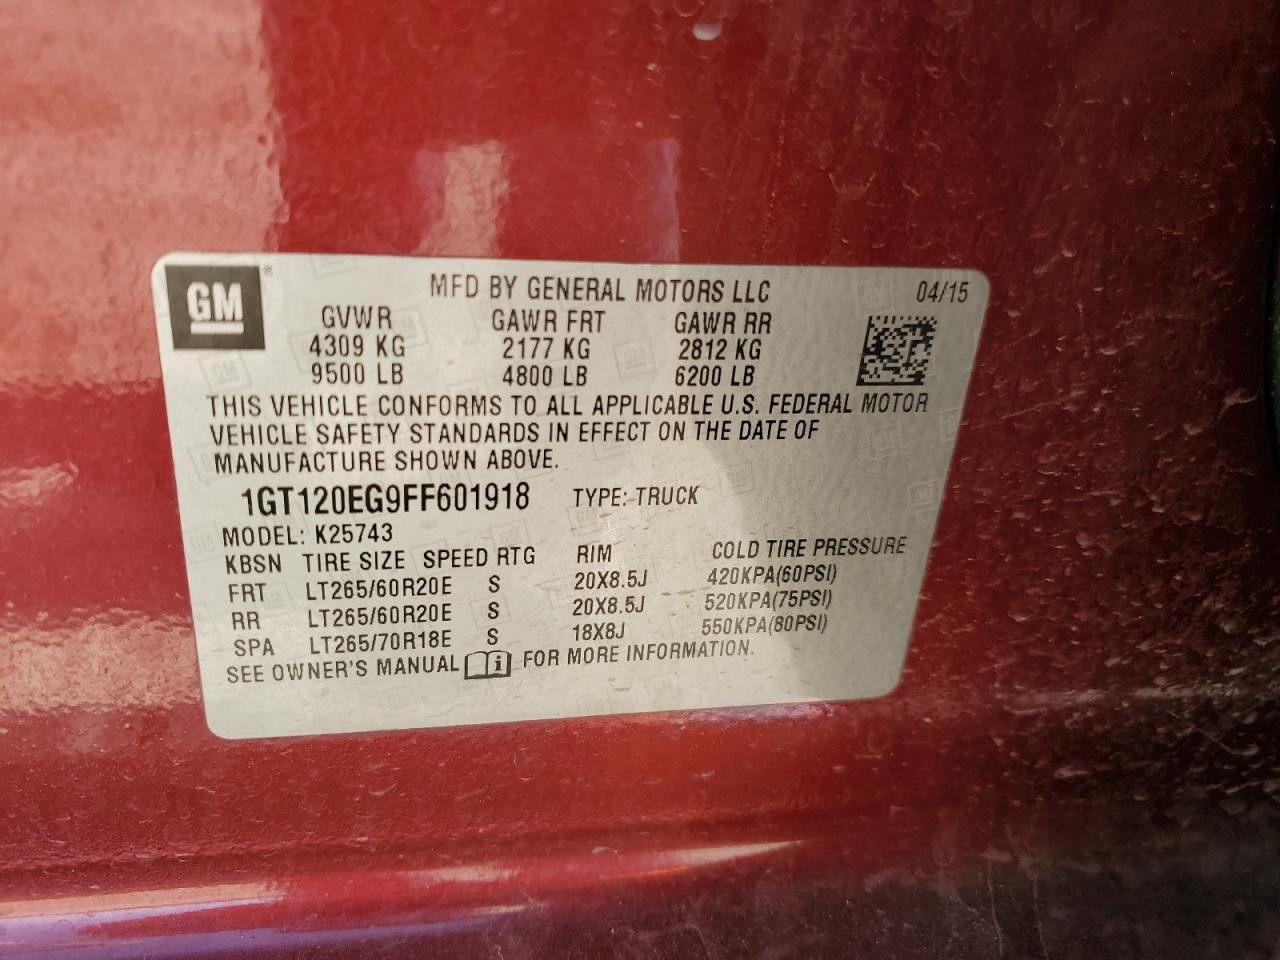 GM ® MFD BY GENERAL MOTORS LLC 04/15
GVWR GAWR FRT GAWR RR
4309 KG 2177 KG 2812 KG
9500 LB 4800 LB 6200 LB
THIS VEHICLE CONFORMS TO ALL APPLICABLE U.S. FEDERAL MOTOR
VEHICLE SAFETY STANDARDS IN EFFECT ON THE DATE OF
MANUFACTURE SHOWN ABOVE.
1GT120EG9FF601918 TYPE: TRUCK
MODEL: K25743
KBSN TIRE SIZE SPEED RTG RIM COLD TIRE PRESSURE
FRT LT265/60R20E S 20X8.5J 420KPA(60PSI)
RR LT265/60R20E S 20X8.5J 520KPA(75PSI)
SPA LT265/70R18E S 18X8J 550KPA(80PSI)
SEE OWNER'S MANUAL i FOR MORE INFORMATION.